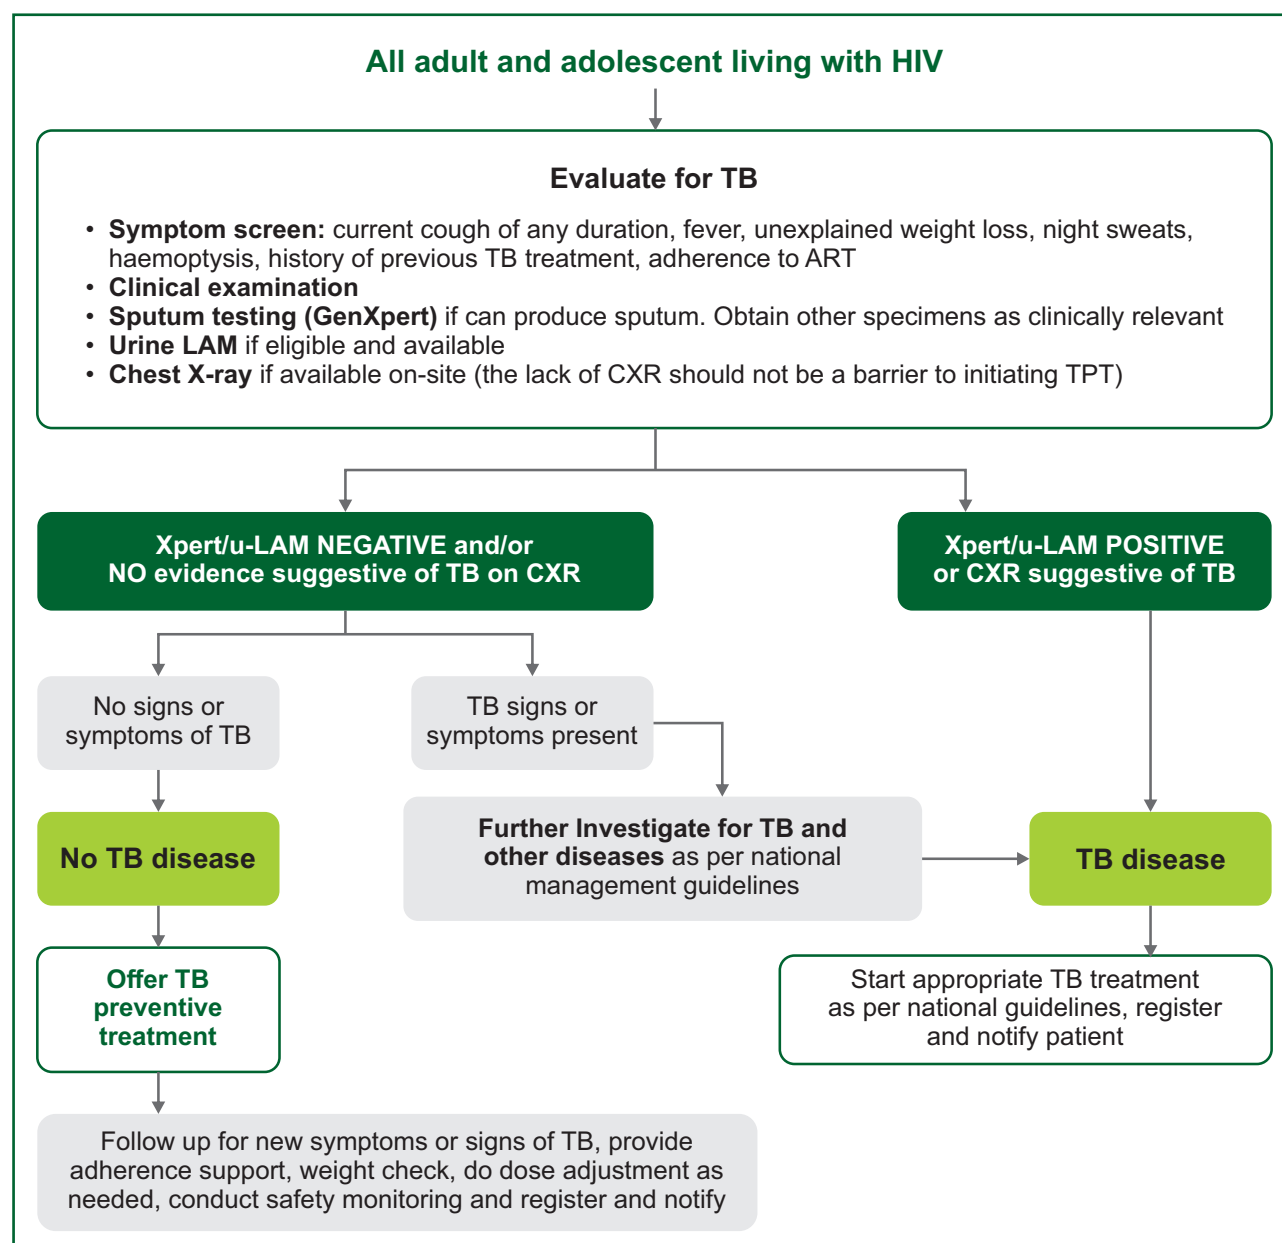 All adult and adolescent living with HIV
Evaluate for TB
• Symptom screen: current cough of any duration, fever, unexplained weight loss, night sweats,
haemoptysis, history of previous TB treatment, adherence to ART
• Clinical examination
• Sputum testing (GenXpert) if can produce sputum. Obtain other specimens as clinically relevant
• Urine LAM if eligible and available
• Chest X-ray if available on-site (the lack of CXR should not be a barrier to initiating TPT)
Xpert/u-LAM NEGATIVE and/or
NO evidence suggestive of TB on CXR
Xpert/u-LAM POSITIVE
or CXR suggestive of TB
No signs or
symptoms of TB
TB signs or
symptoms present
No TB disease
Further Investigate for TB and
other diseases as per national
management guidelines
TB disease
Offer TB
preventive
treatment
Start appropriate TB treatment
as per national guidelines, register
and notify patient
Follow up for new symptoms or signs of TB, provide
adherence support, weight check, do dose adjustment as
needed, conduct safety monitoring and register and notify